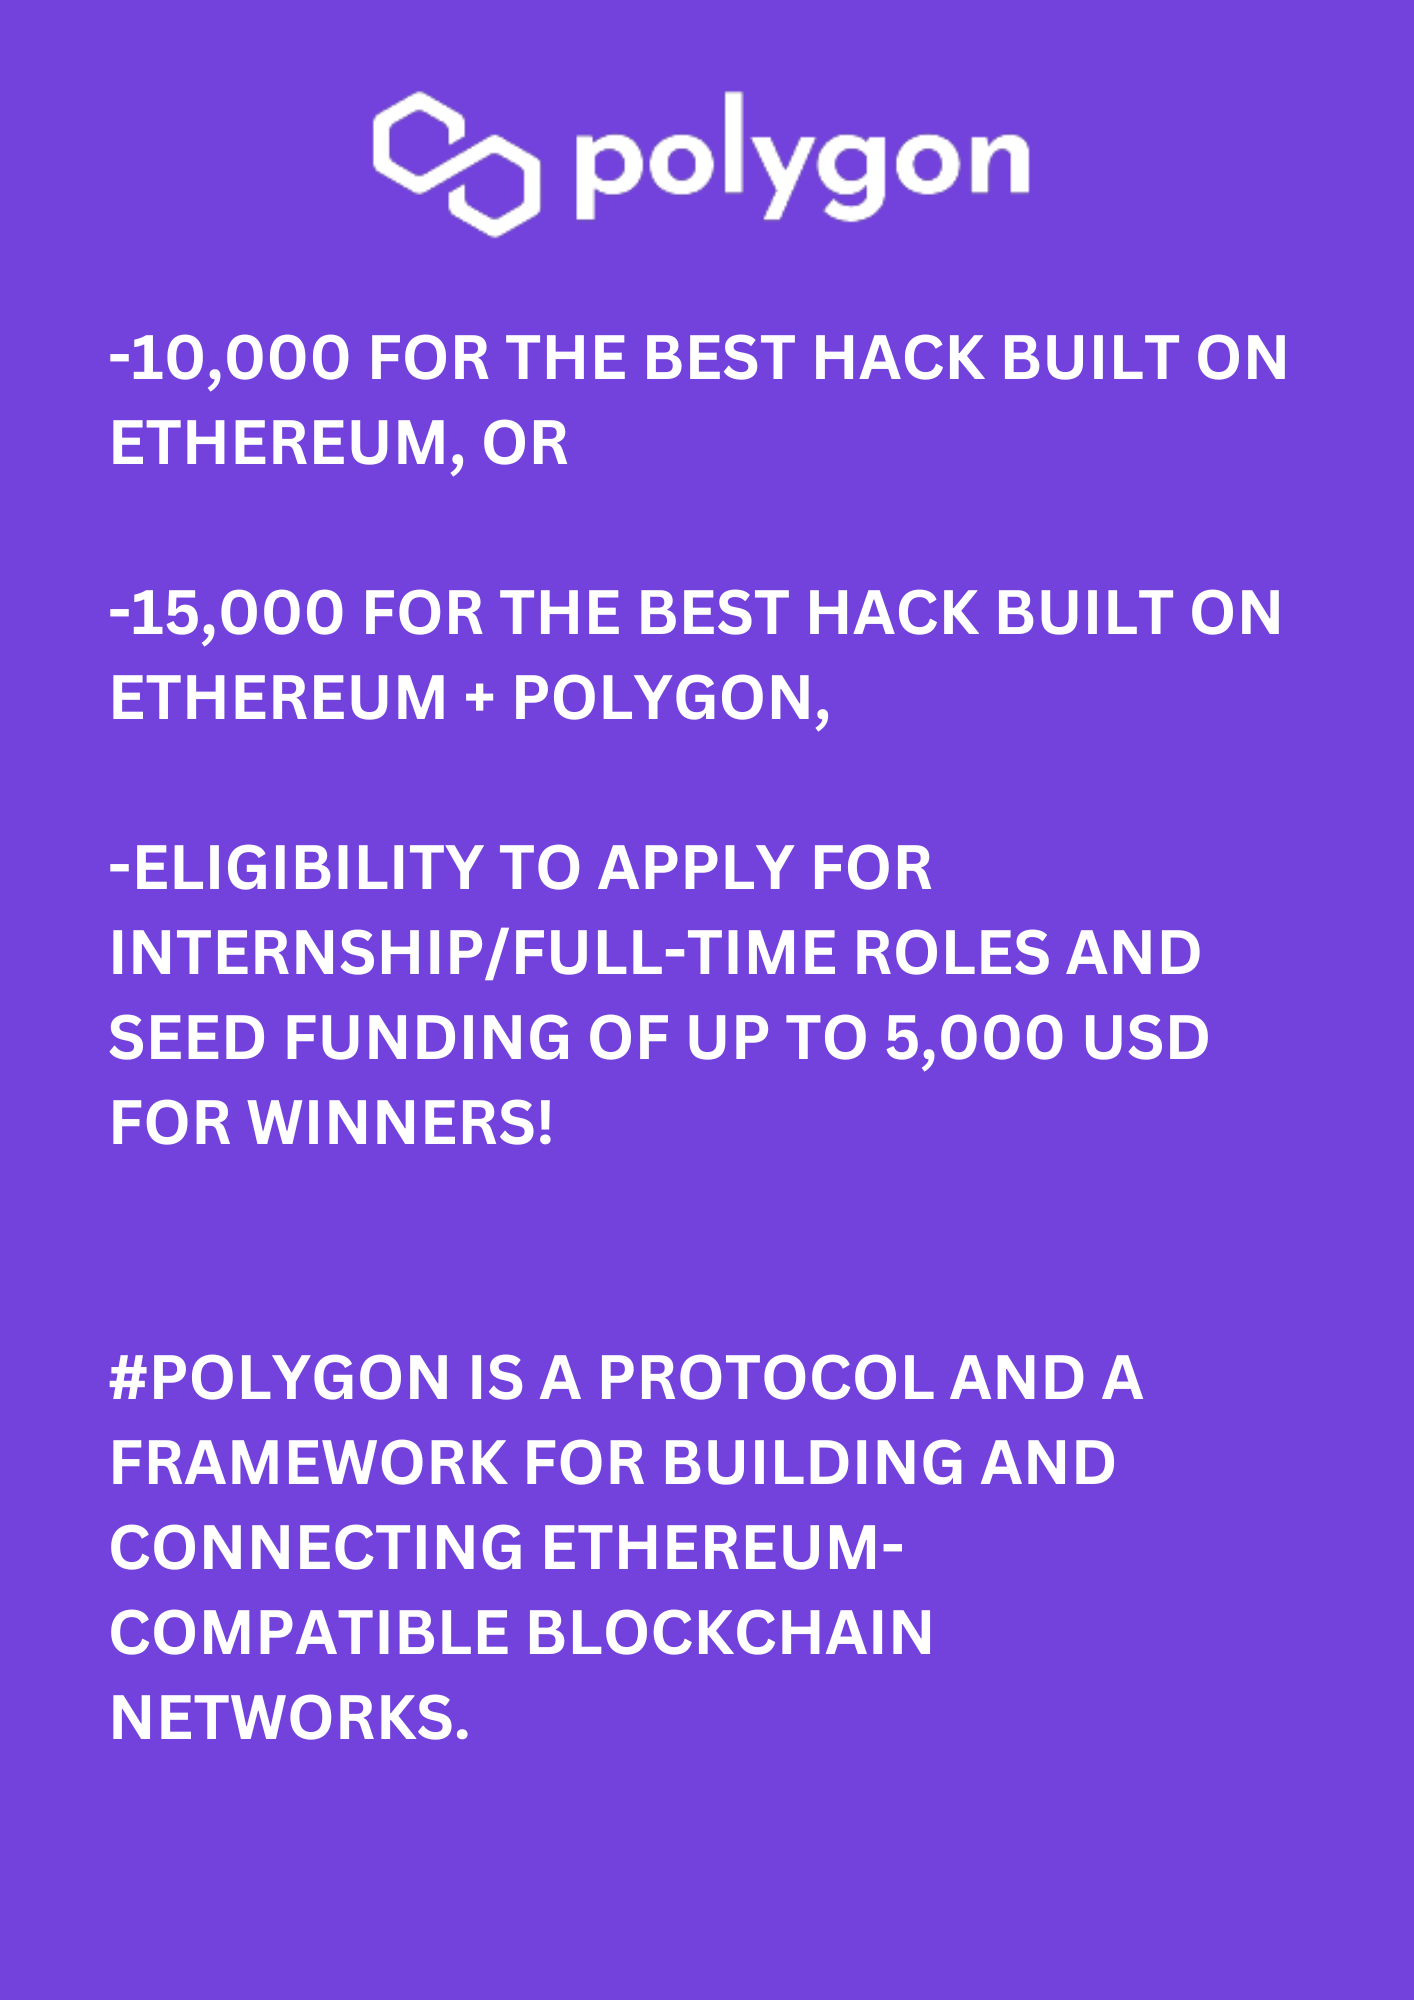 polygon
-10,000 FOR THE BEST HACK BUILT ON
ETHEREUM, OR
-15,000 FOR THE BEST HACK BUILT ON
ETHEREUM + POLYGON,
-ELIGIBILITY TO APPLY FOR
INTERNSHIP/FULL-TIME ROLES AND
SEED FUNDING OF UP TO 5,000 USD
FOR WINNERS!
#POLYGON IS A PROTOCOL AND A
FRAMEWORK FOR BUILDING AND
CONNECTING ETHEREUM-
COMPATIBLE BLOCKCHAIN
NETWORKS.